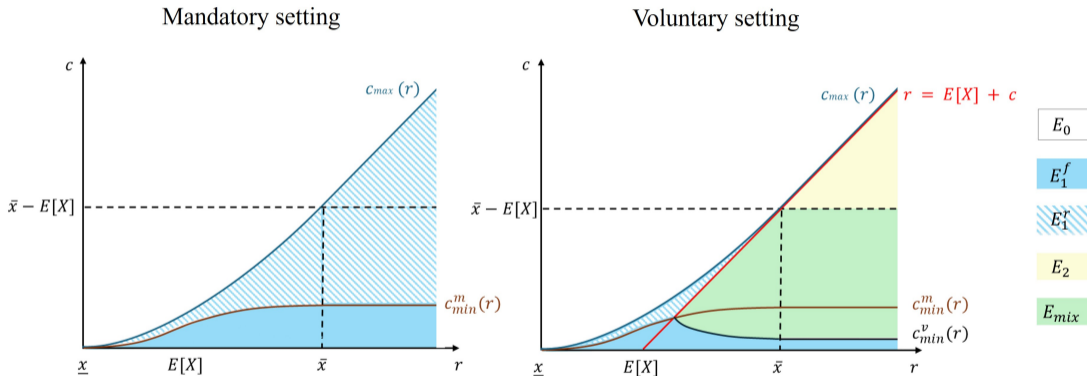 Mandatory setting
c
c_max (r)
x̄ − E[X]
c^m_min(r)
x̲
E[X]
x̄
r
Voluntary setting
c
c_max (r)
r = E[X] + c
x̄ − E[X]
c^m_min(r)
c^v_min(r)
x̲
E[X]
x̄
r
E_0
E_1^f
E_1^r
E_2
E_mix